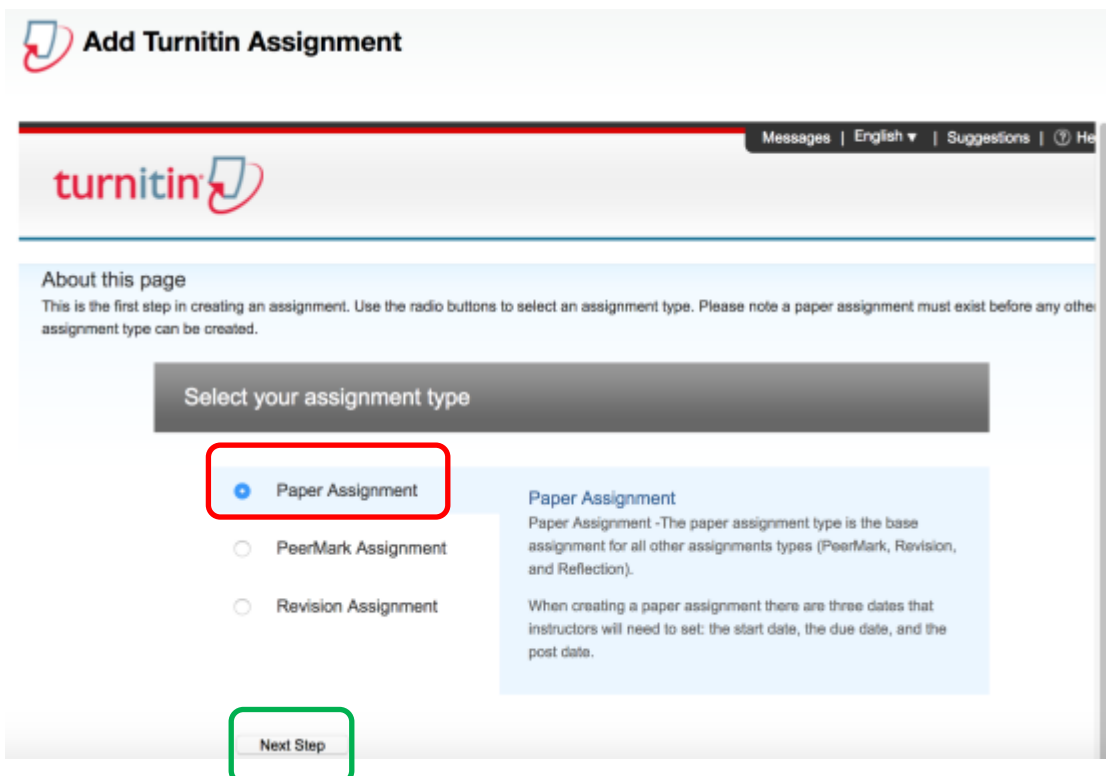 Add Turnitin Assignment
Messages | English ▼ | Suggestions | ? He
turnitin
About this page
This is the first step in creating an assignment. Use the radio buttons to select an assignment type. Please note a paper assignment must exist before any othe
assignment type can be created.
Select your assignment type
Paper Assignment
PeerMark Assignment
Revision Assignment
Paper Assignment
Paper Assignment -The paper assignment type is the base
assignment for all other assignments types (PeerMark, Revision,
and Reflection).
When creating a paper assignment there are three dates that
instructors will need to set: the start date, the due date, and the
post date.
Next Step